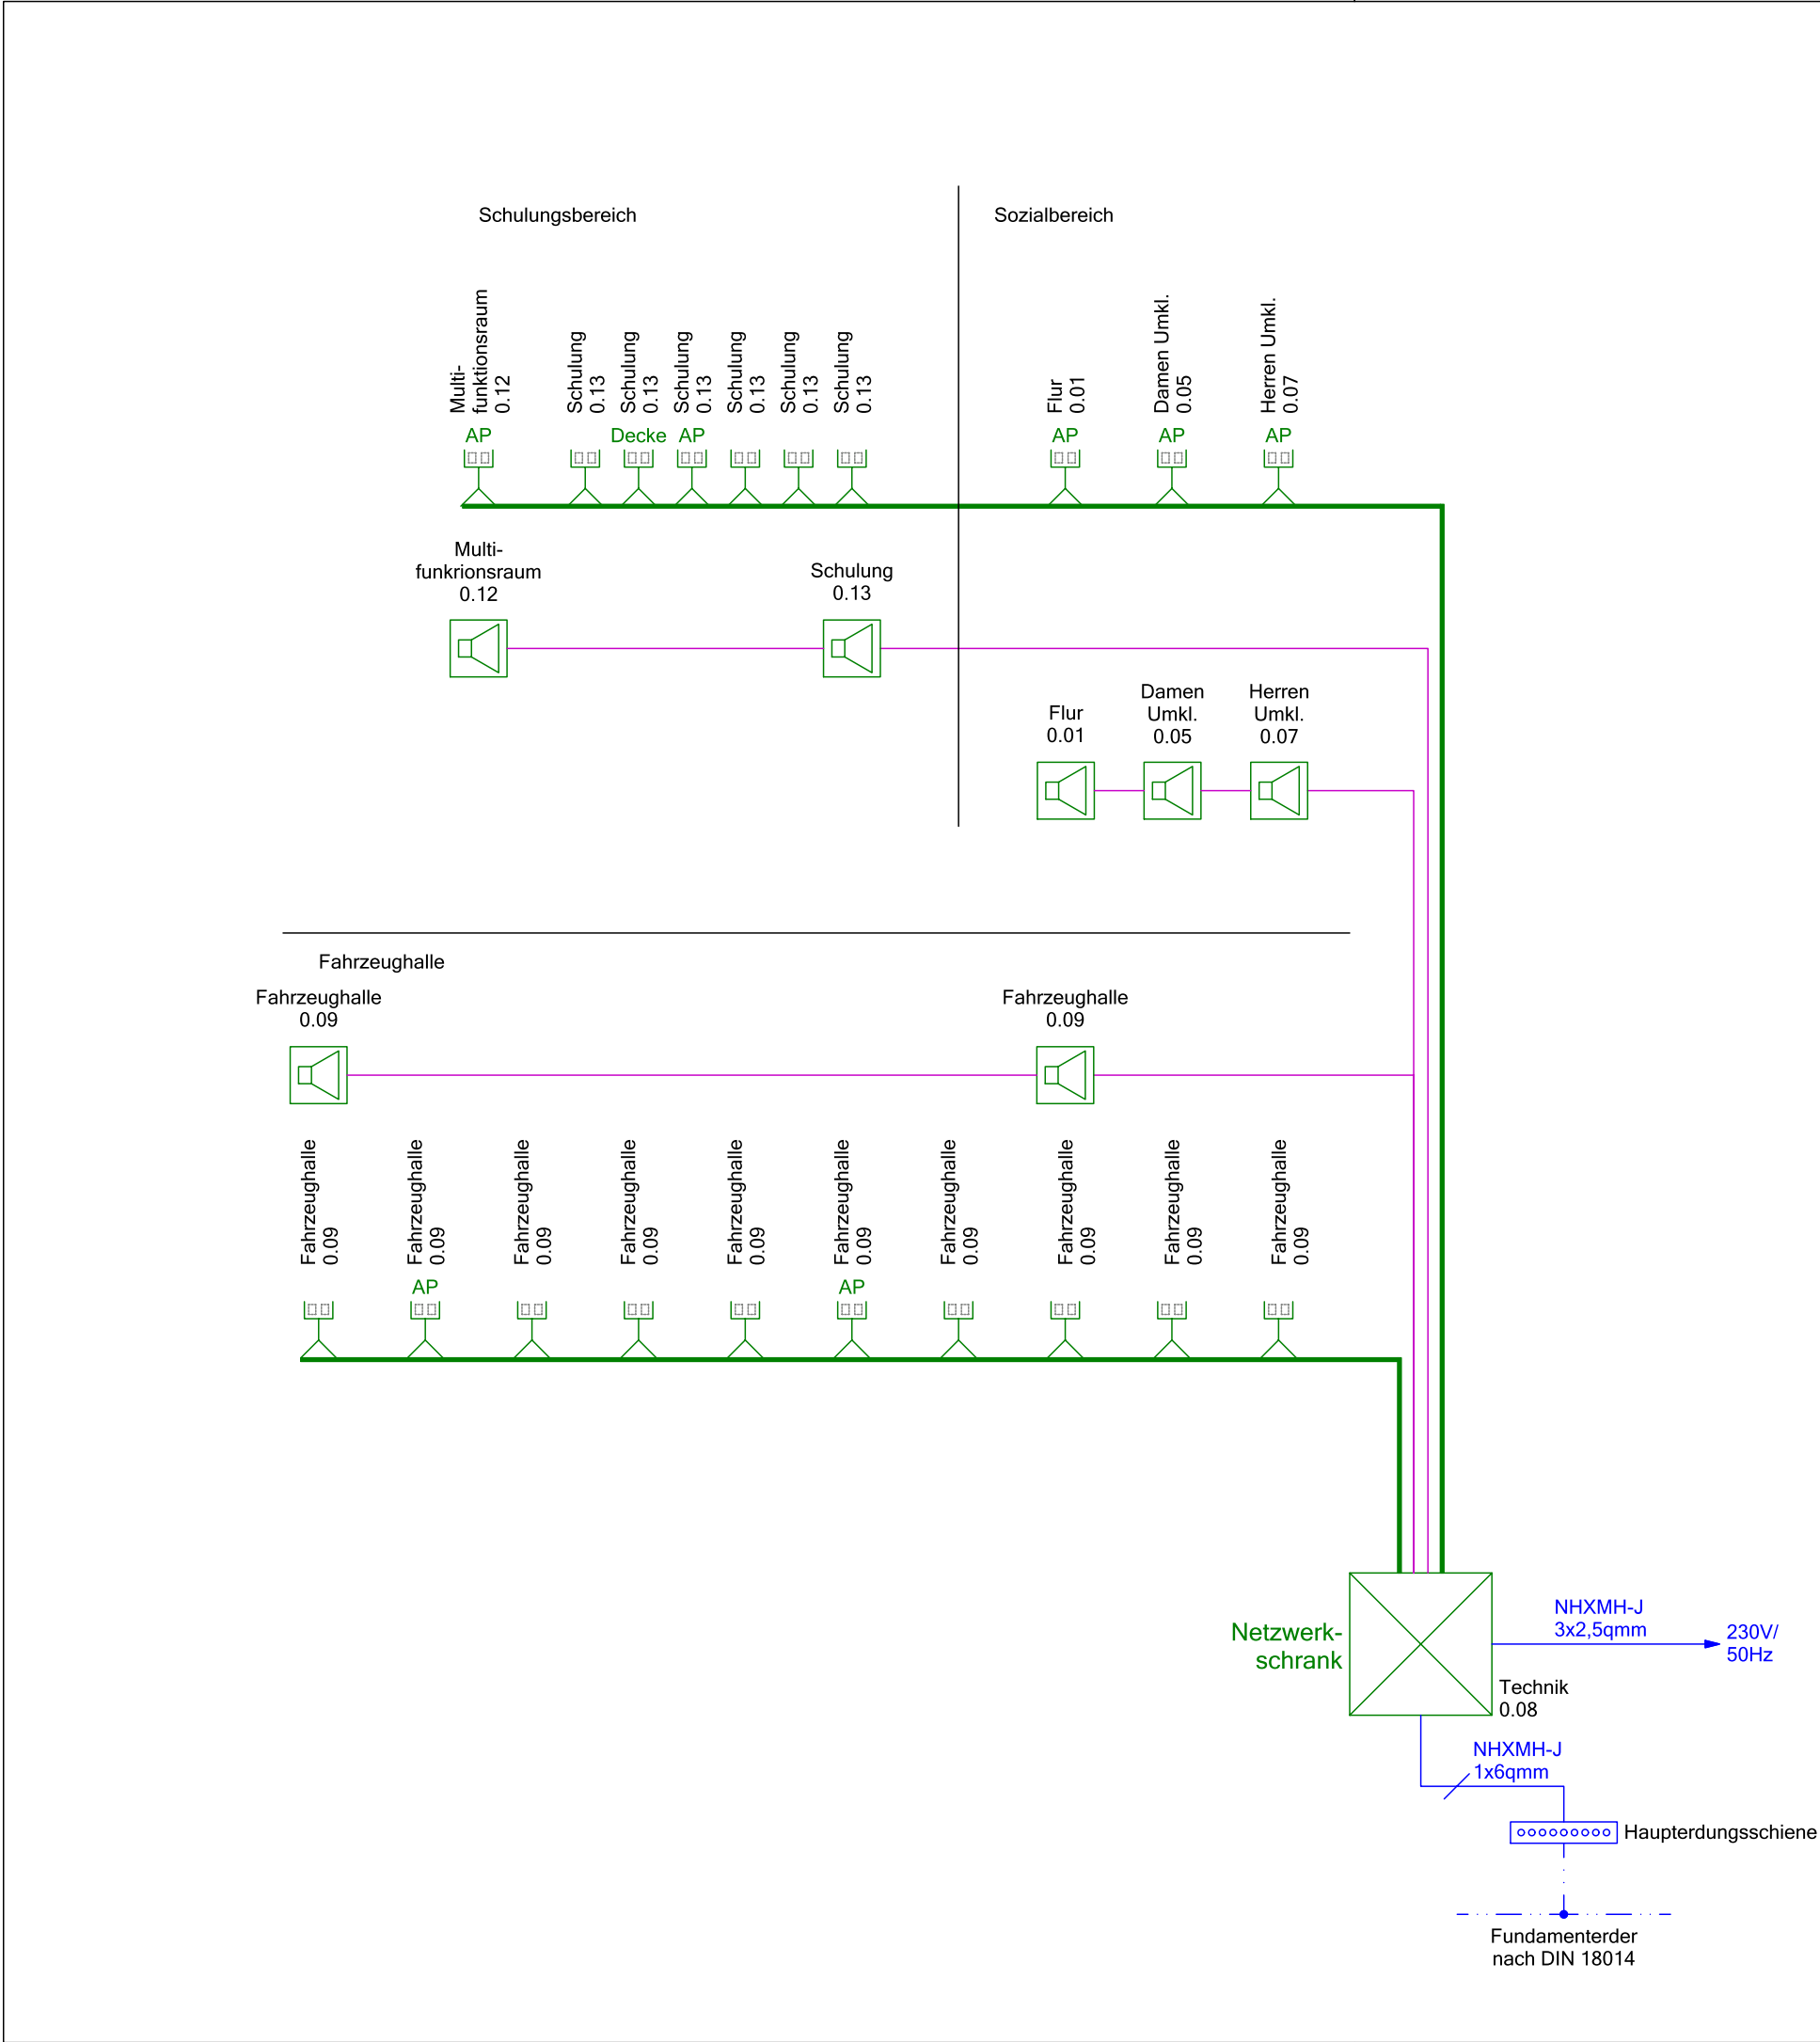 Schulungsbereich
Sozialbereich
Multi-
funktionsraum
0.12
Schulung
0.13
Schulung
0.13
Schulung
0.13
Schulung
0.13
Schulung
0.13
Schulung
0.13
Flur
0.01
Damen Umkl.
0.05
Herren Umkl.
0.07
AP
Decke
AP
AP
AP
AP
Multi-
funkrionsraum
0.12
Schulung
0.13
Flur
0.01
Damen
Umkl.
0.05
Herren
Umkl.
0.07
Fahrzeughalle
Fahrzeughalle
0.09
Fahrzeughalle
0.09
Fahrzeughalle
0.09
Fahrzeughalle
0.09
Fahrzeughalle
0.09
Fahrzeughalle
0.09
Fahrzeughalle
0.09
Fahrzeughalle
0.09
Fahrzeughalle
0.09
Fahrzeughalle
0.09
Fahrzeughalle
0.09
Fahrzeughalle
0.09
AP
AP
Netzwerk-
schrank
NHXMH-J
3x2,5qmm
230V/
50Hz
Technik
0.08
NHXMH-J
1x6qmm
Haupterdungsschiene
Fundamenterder
nach DIN 18014